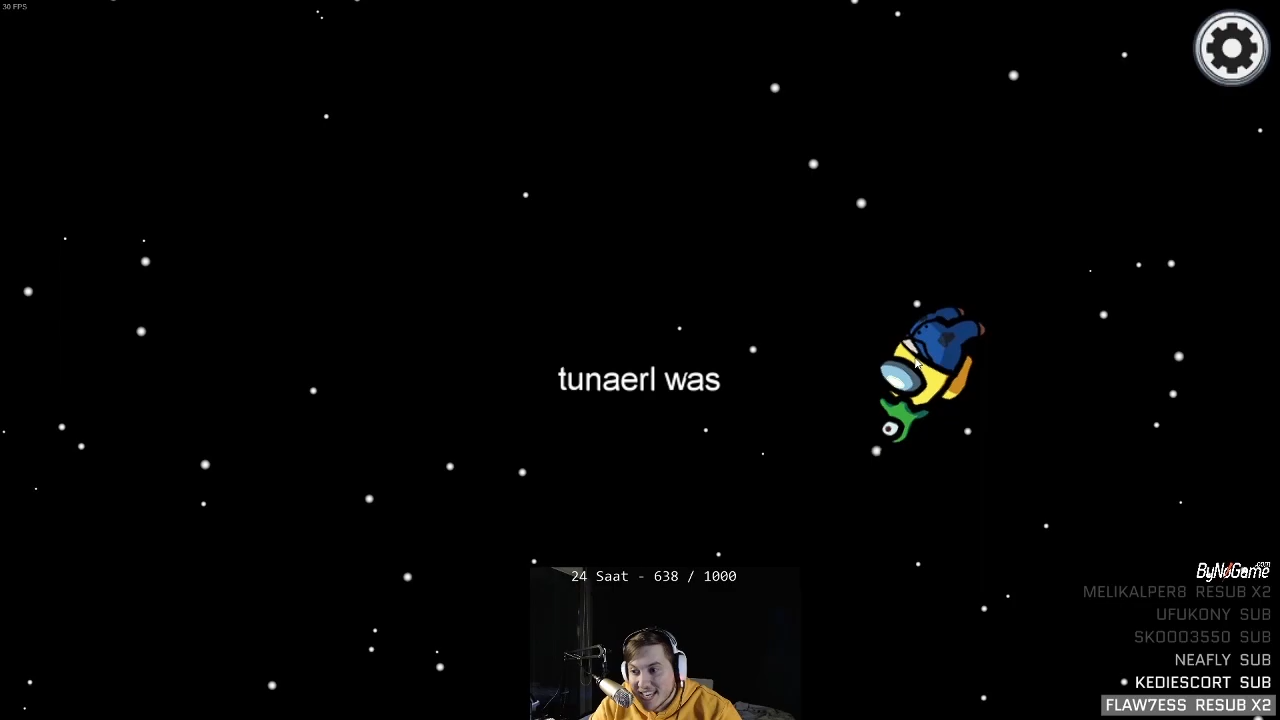 30 FPS
tunaerl was
24 Saat - 638 / 1000
ByNoGame.com
MELIKALPER8 RESUB X2
UFUKONY SUB
SKOOO3550 SUB
NEAFLY SUB
KEDIESCORT SUB
FLAW7ESS RESUB X2